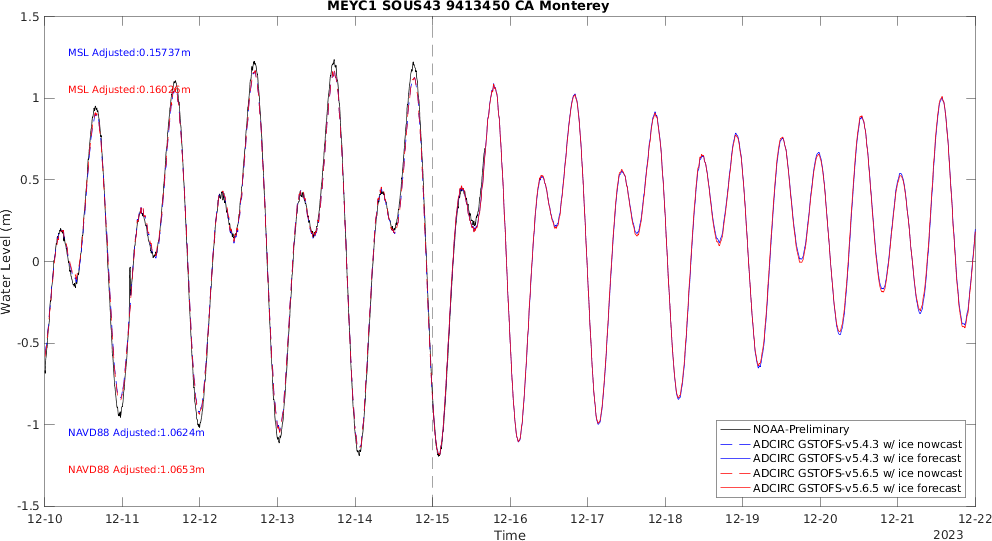 MEYC1 SOUS43 9413450 CA Monterey
1.5
1
0.5
0
-0.5
-1
-1.5
Water Level (m)
MSL Adjusted:0.15737m
MSL Adjusted:0.16026m
NAVD88 Adjusted:1.0624m
NAVD88 Adjusted:1.0653m
NOAA-Preliminary
ADCIRC GSTOFS-v5.4.3 w/ ice nowcast
ADCIRC GSTOFS-v5.4.3 w/ ice forecast
ADCIRC GSTOFS-v5.6.5 w/ ice nowcast
ADCIRC GSTOFS-v5.6.5 w/ ice forecast
12-10 12-11 12-12 12-13 12-14 12-15 12-16 12-17 12-18 12-19 12-20 12-21 12-22
Time
2023